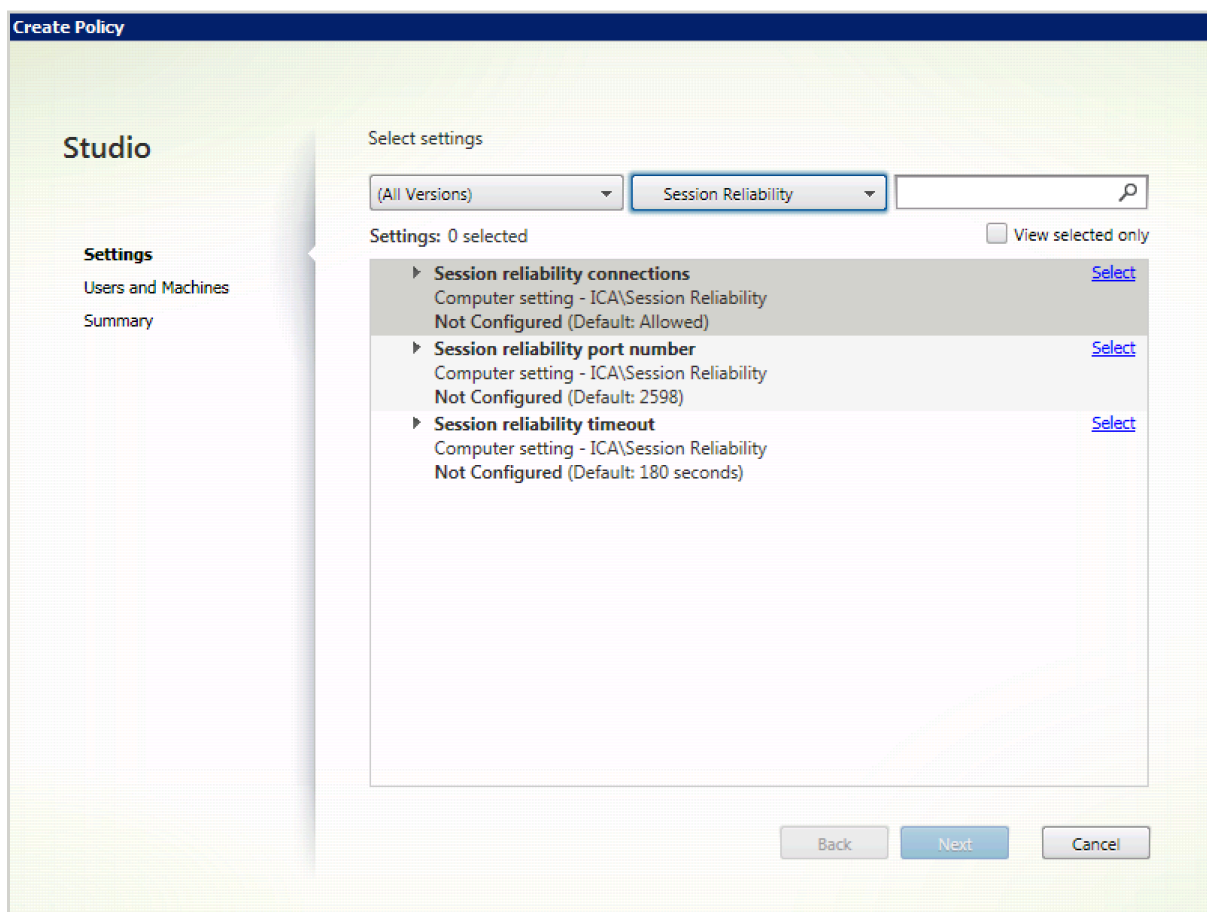 Create Policy
Studio
Settings
Users and Machines
Summary
Select settings
(All Versions)
Session Reliability
Settings: 0 selected
View selected only
Session reliability connections
Select
Computer setting - ICA\Session Reliability
Not Configured (Default: Allowed)
Session reliability port number
Select
Computer setting - ICA\Session Reliability
Not Configured (Default: 2598)
Session reliability timeout
Select
Computer setting - ICA\Session Reliability
Not Configured (Default: 180 seconds)
Back
Next
Cancel